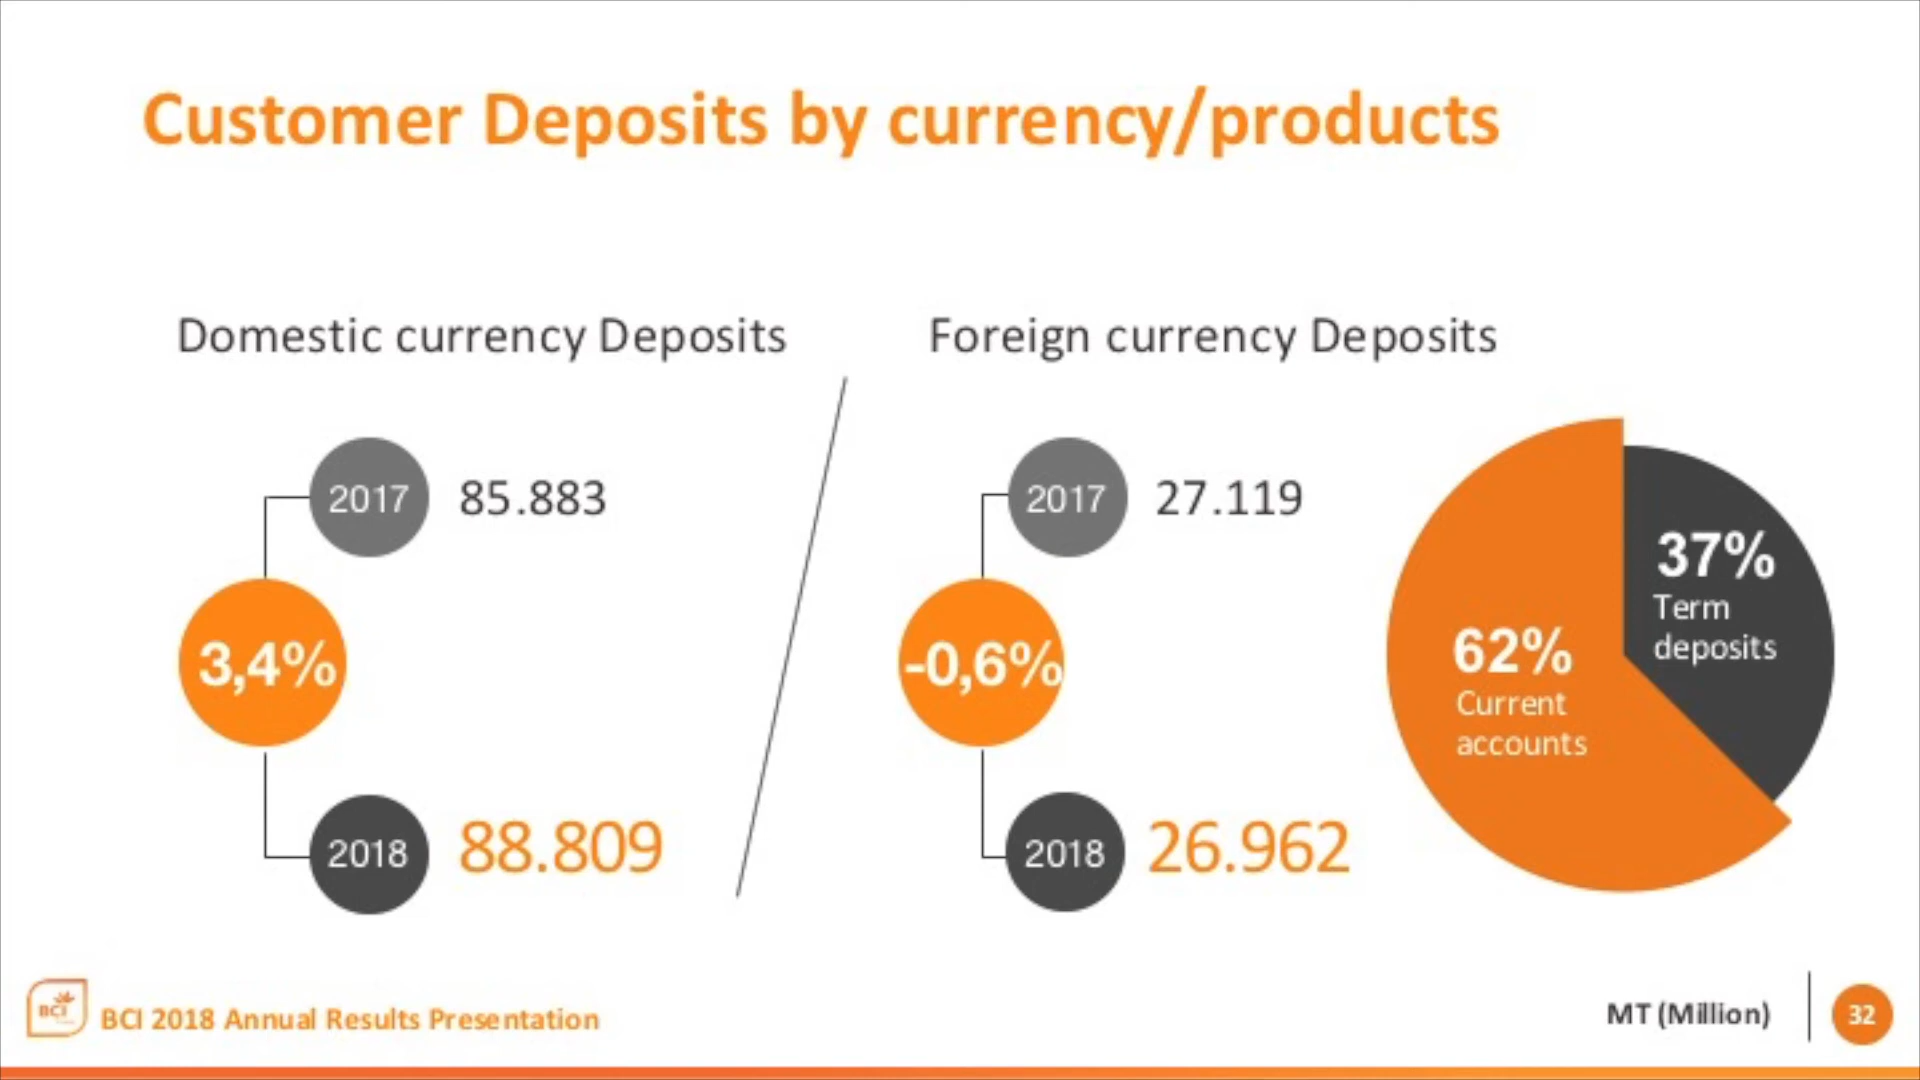 Customer Deposits by currency/products
Domestic currency Deposits
2017 85.883
3,4%
2018 88.809
Foreign currency Deposits
2017 27.119
-0,6%
2018 26.962
37%
Term
deposits
62%
Current
accounts
BCI
BCI 2018 Annual Results Presentation
MT (Million)
32